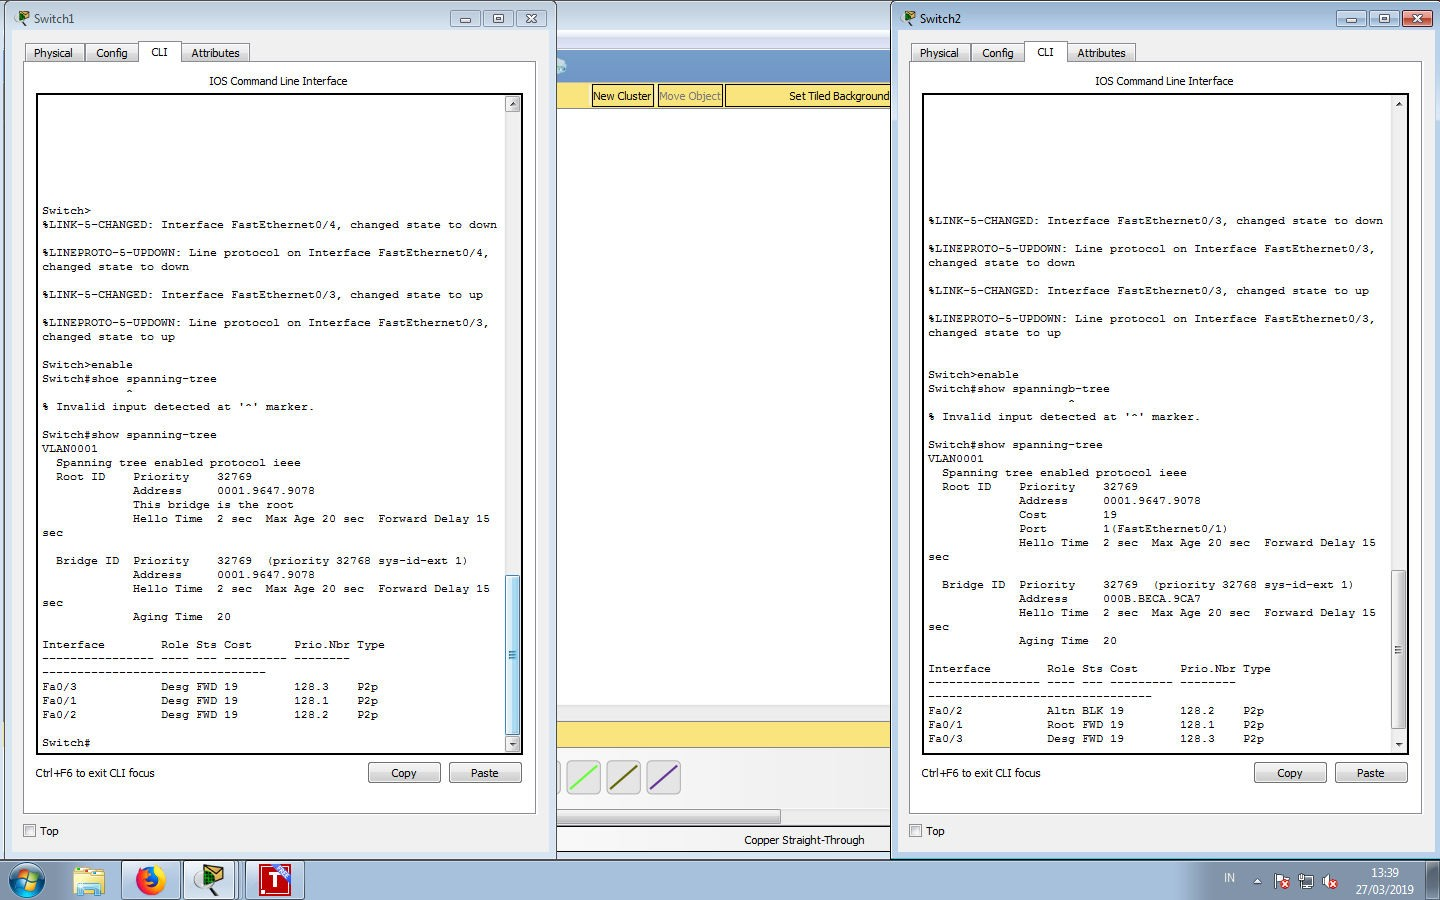 Switch1
Physical Config CLI Attributes
IOS Command Line Interface
Switch>
%LINK-5-CHANGED: Interface FastEthernet0/4, changed state to down
%LINEPROTO-5-UPDOWN: Line protocol on Interface FastEthernet0/4,
changed state to down
%LINK-5-CHANGED: Interface FastEthernet0/3, changed state to up
%LINEPROTO-5-UPDOWN: Line protocol on Interface FastEthernet0/3,
changed state to up
Switch>enable
Switch#shoe spanning-tree
^
% Invalid input detected at '^' marker.
Switch#show spanning-tree
VLAN0001
Spanning tree enabled protocol ieee
Root ID Priority 32769
Address 0001.9647.9078
This bridge is the root
Hello Time 2 sec Max Age 20 sec Forward Delay 15
sec
Bridge ID Priority 32769 (priority 32768 sys-id-ext 1)
Address 0001.9647.9078
Hello Time 2 sec Max Age 20 sec Forward Delay 15
sec
Aging Time 20
Interface Role Sts Cost Prio.Nbr Type
---------------- ---- --- --------- --------
--------------------------------
Fa0/3 Desg FWD 19 128.3 P2p
Fa0/1 Desg FWD 19 128.1 P2p
Fa0/2 Desg FWD 19 128.2 P2p
Switch#
Ctrl+F6 to exit CLI focus
Copy Paste
Top
New Cluster Move Object Set Tiled Background
Copper Straight-Through
Switch2
Physical Config CLI Attributes
IOS Command Line Interface
%LINK-5-CHANGED: Interface FastEthernet0/3, changed state to down
%LINEPROTO-5-UPDOWN: Line protocol on Interface FastEthernet0/3,
changed state to down
%LINK-5-CHANGED: Interface FastEthernet0/3, changed state to up
%LINEPROTO-5-UPDOWN: Line protocol on Interface FastEthernet0/3,
changed state to up
Switch>enable
Switch#show spanningb-tree
^
% Invalid input detected at '^' marker.
Switch#show spanning-tree
VLAN0001
Spanning tree enabled protocol ieee
Root ID Priority 32769
Address 0001.9647.9078
Cost 19
Port 1(FastEthernet0/1)
Hello Time 2 sec Max Age 20 sec Forward Delay 15
sec
Bridge ID Priority 32769 (priority 32768 sys-id-ext 1)
Address 000B.BECA.9CA7
Hello Time 2 sec Max Age 20 sec Forward Delay 15
sec
Aging Time 20
Interface Role Sts Cost Prio.Nbr Type
---------------- ---- --- --------- --------
--------------------------------
Fa0/2 Altn BLK 19 128.2 P2p
Fa0/1 Root FWD 19 128.1 P2p
Fa0/3 Desg FWD 19 128.3 P2p
Ctrl+F6 to exit CLI focus
Copy Paste
Top
T
IN
13:39
27/03/2019